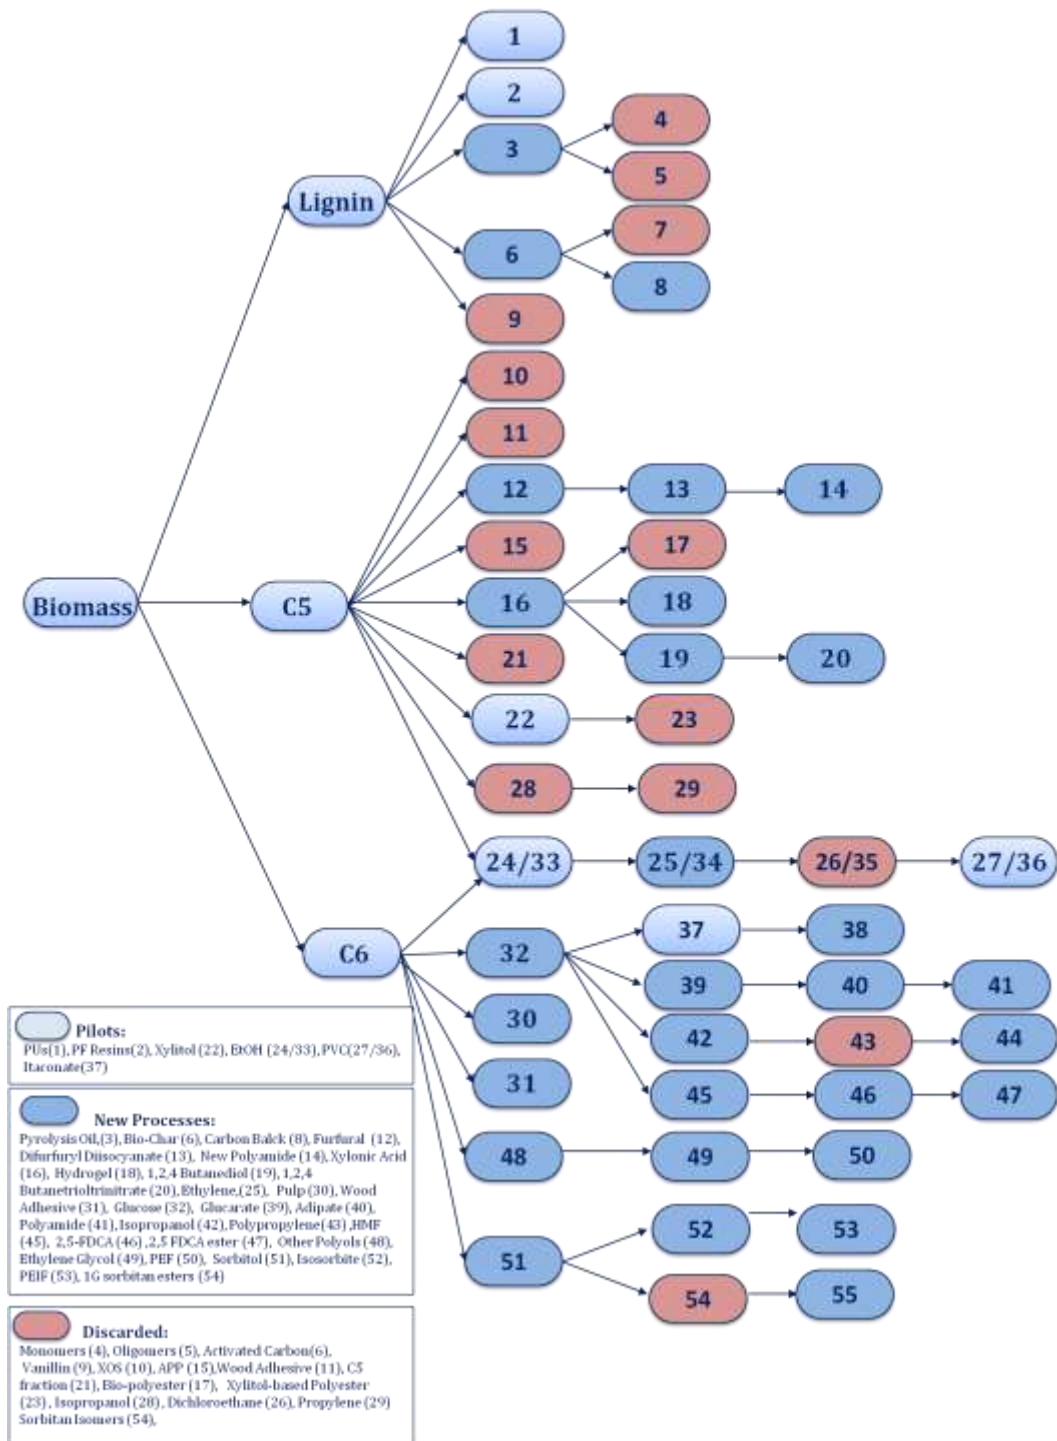 1
2
4
3
5
Lignin
7
6
8
9
10
11
12 13 14
15 17
Biomass C5 16 18
21 19 20
22 23
28 29
24/33 25/34 26/35 27/36
37 38
C6 32
39 40 41
30
42 43 44
31
45 46 47
48 49 50
52 53
51
54 55
Pilots:
PUs(1), PF Resins(2), Xylitol (22), EtOH (24/33), PVC(27/36),
Itaconate(37)
New Processes:
Pyrolysis Oil,(3), Bio-Char (6), Carbon Balck (8), Furfural (12),
Difurfuryl Diisocyanate (13), New Polyamide (14), Xylonic Acid
(16), Hydrogel (18), 1,2,4 Butanediol (19), 1,2,4
Butanetrioltrinitrate (20), Ethylene,(25), Pulp (30), Wood
Adhesive (31), Glucose (32), Glucarate (39), Adipate (40),
Polyamide (41), Isopropanol (42), Polypropylene(43) ,HMF
(45), 2,5-FDCA (46) ,2,5 FDCA ester (47), Other Polyols (48),
Ethylene Glycol (49), PEF (50), Sorbitol (51), Isosorbite (52),
PEIF (53), 1G sorbitan esters (54)
Discarded:
Monomers (4), Oligomers (5), Activated Carbon(6),
Vanillin (9), XOS (10), APP (15),Wood Adhesive (11), C5
fraction (21), Bio-polyester (17), Xylitol-based Polyester
(23), Isopropanol (28), Dichloroethane (26), Propylene (29)
Sorbitan Isomers (54),